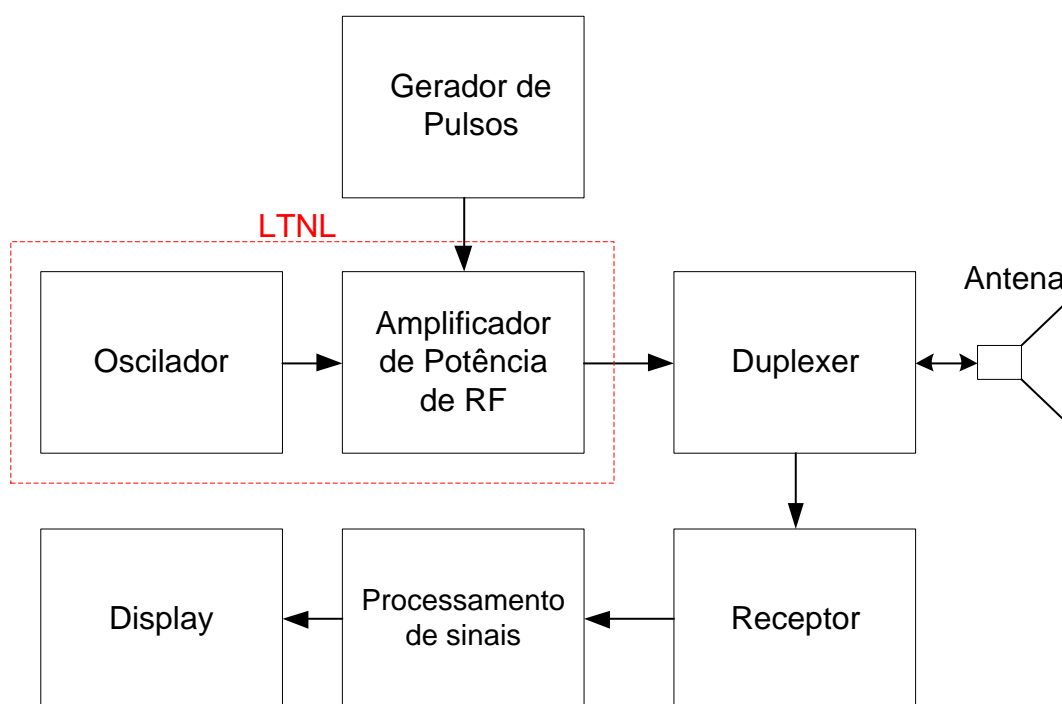 Gerador de
Pulsos
LTNL
Oscilador
Amplificador
de Potência
de RF
Duplexer
Antena
Display
Processamento
de sinais
Receptor